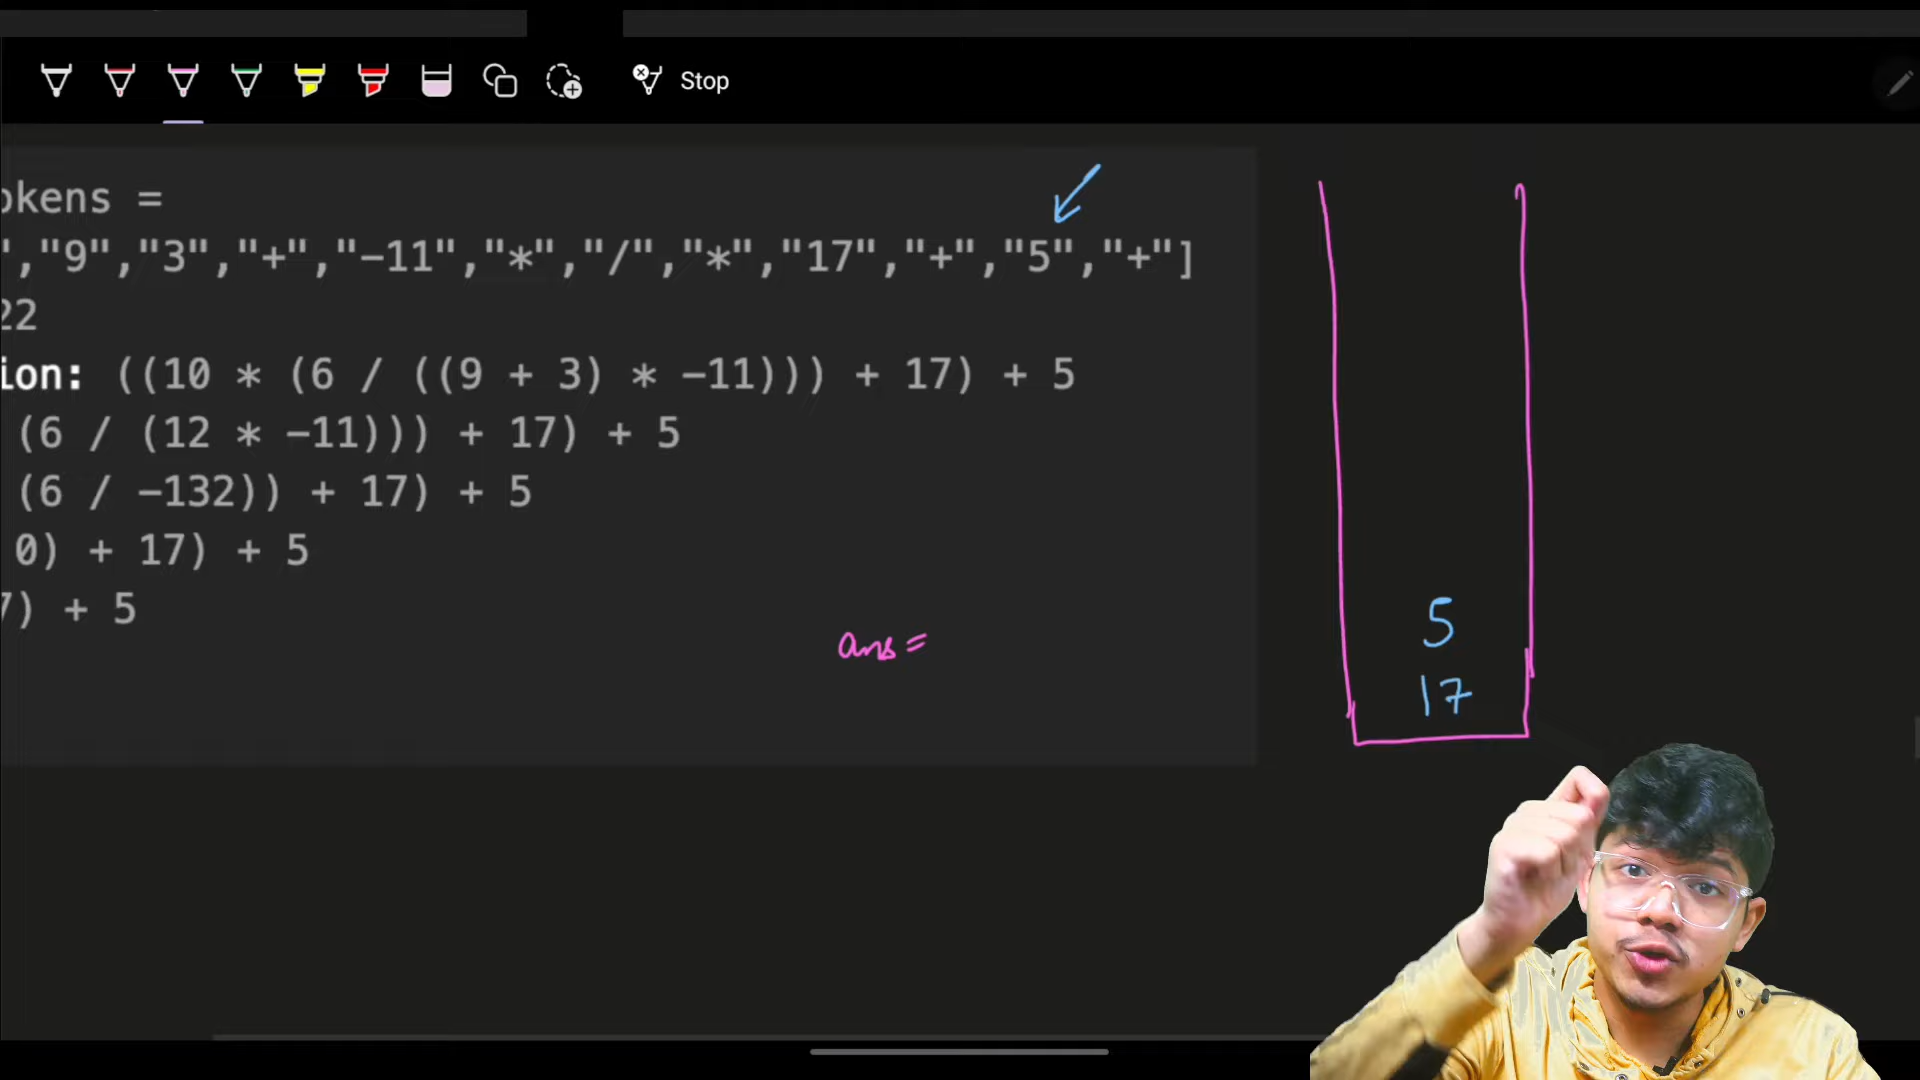 Stop
okens =
","9","3","+","-11","*","/","*","17","+","5","+"]
22
ion: ((10 * (6 / ((9 + 3) * -11))) + 17) + 5
(6 / (12 * -11))) + 17) + 5
(6 / -132)) + 17) + 5
0) + 17) + 5
7) + 5
ans =
5
17